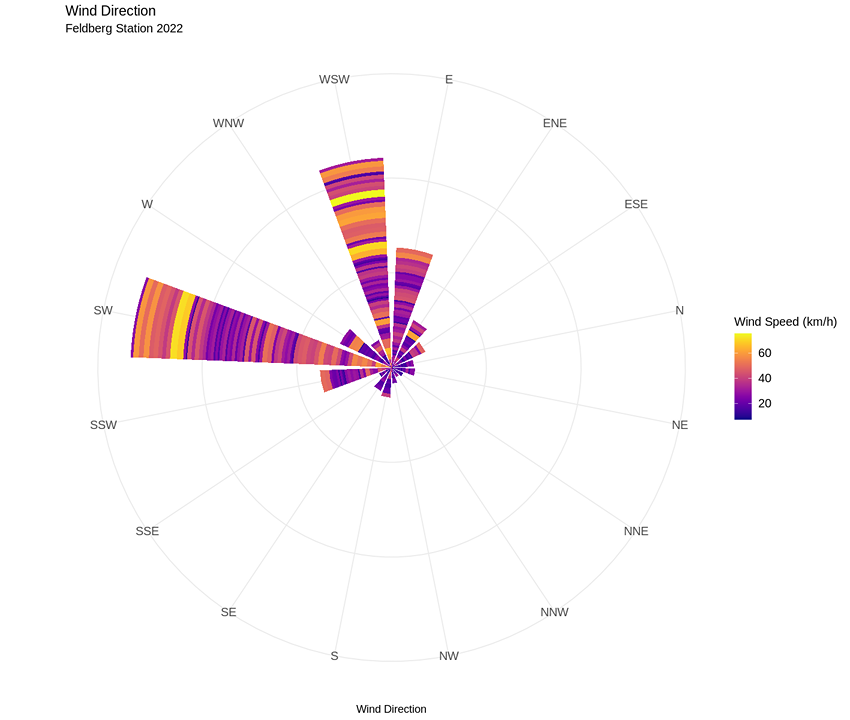 Wind Direction
Feldberg Station 2022
WSW
E
WNW
ENE
W
ESE
SW
N
Wind Speed (km/h)
60
40
20
SSW
NE
SSE
NNE
SE
NNW
S
NW
Wind Direction